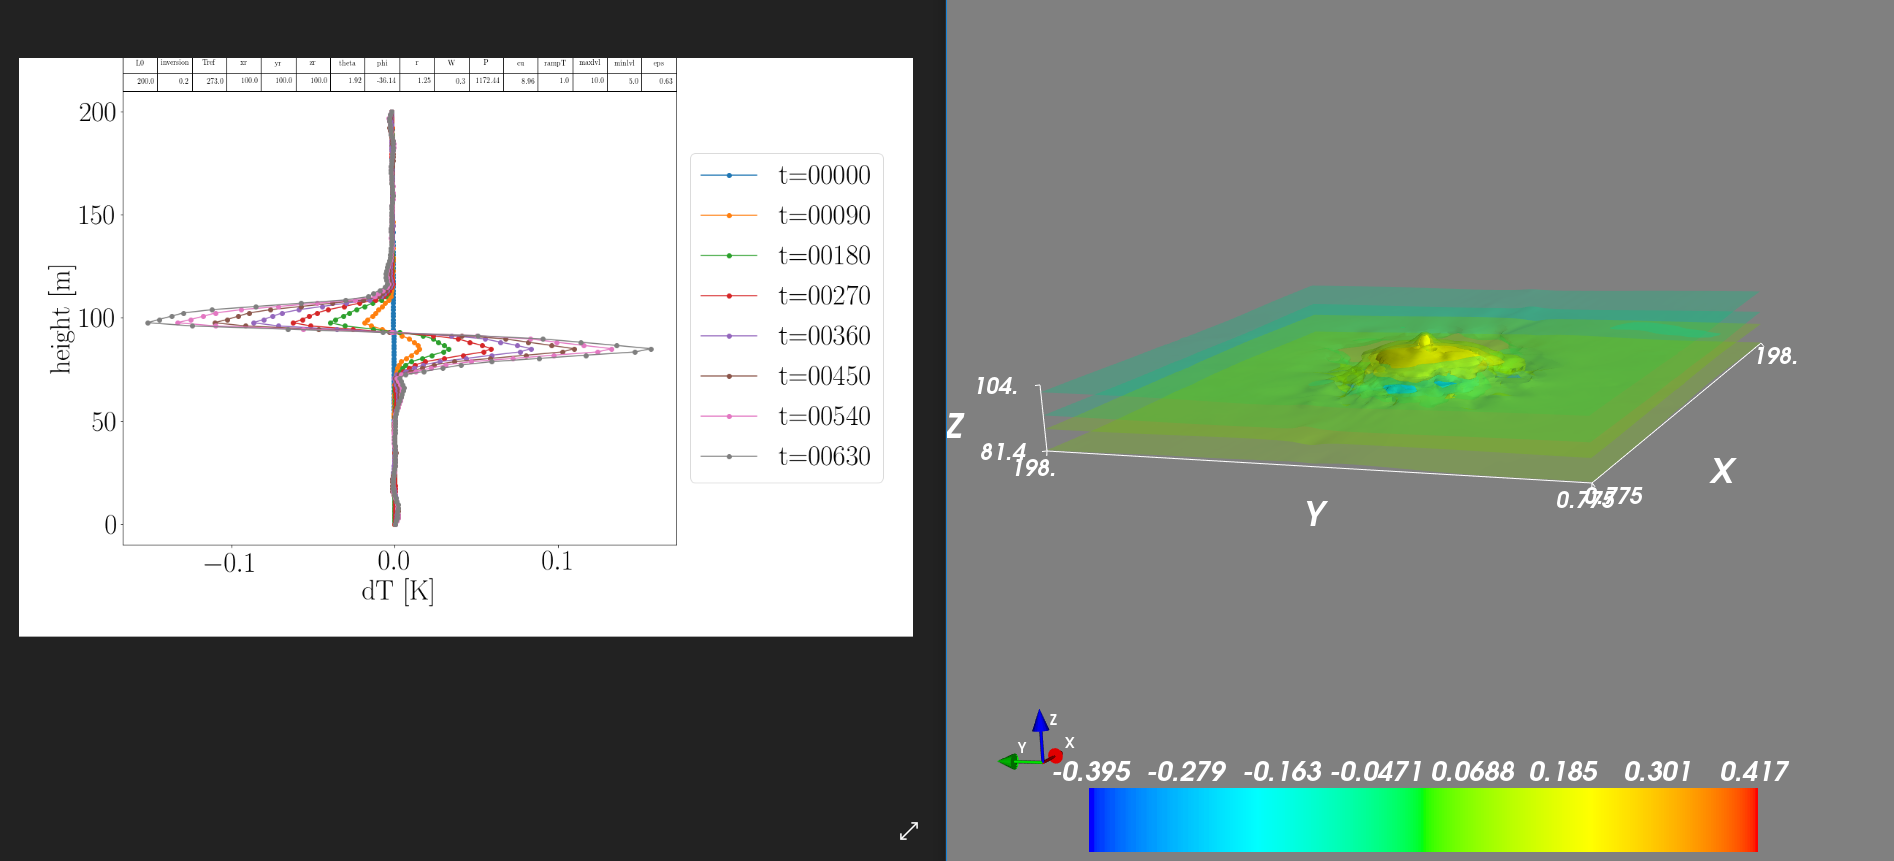 L0 inversion Tref xr yr zr theta phi r W P cu rampT maxlvl minlvl eps
200.0 0.2 273.0 100.0 100.0 100.0 1.92 -36.14 1.25 0.3 1172.44 8.96 1.0 10.0 5.0 0.63
200
150
100
50
0
height [m]
−0.1 0.0 0.1
dT [K]
t=00000
t=00090
t=00180
t=00270
t=00360
t=00450
t=00540
t=00630
104.
Z
81.4
198.
Y
0.775
0.775
X
198.
Z
Y
X
-0.395 -0.279 -0.163 -0.0471 0.0688 0.185 0.301 0.417